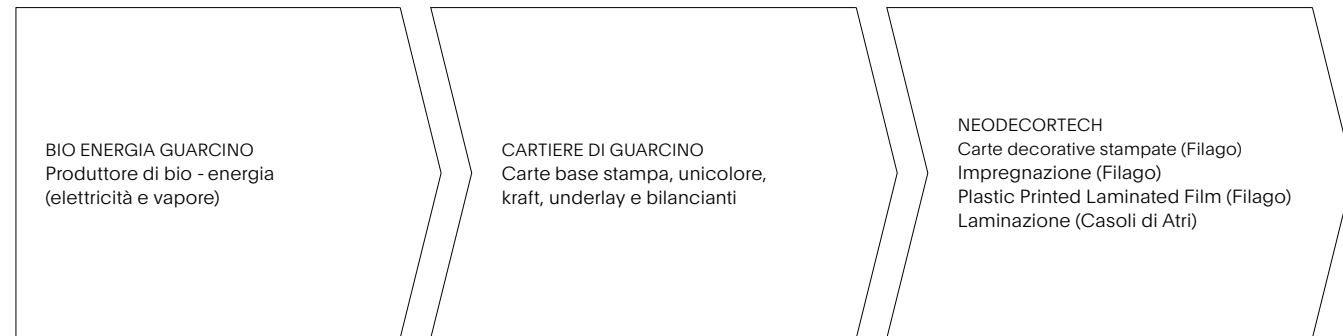 BIO ENERGIA GUARCINO
Produttore di bio - energia
(elettricità e vapore)
CARTIERE DI GUARCINO
Carte base stampa, unicolore,
kraft, underlay e bilancianti
NEODECORTECH
Carte decorative stampate (Filago)
Impregnazione (Filago)
Plastic Printed Laminated Film (Filago)
Laminazione (Casoli di Atri)